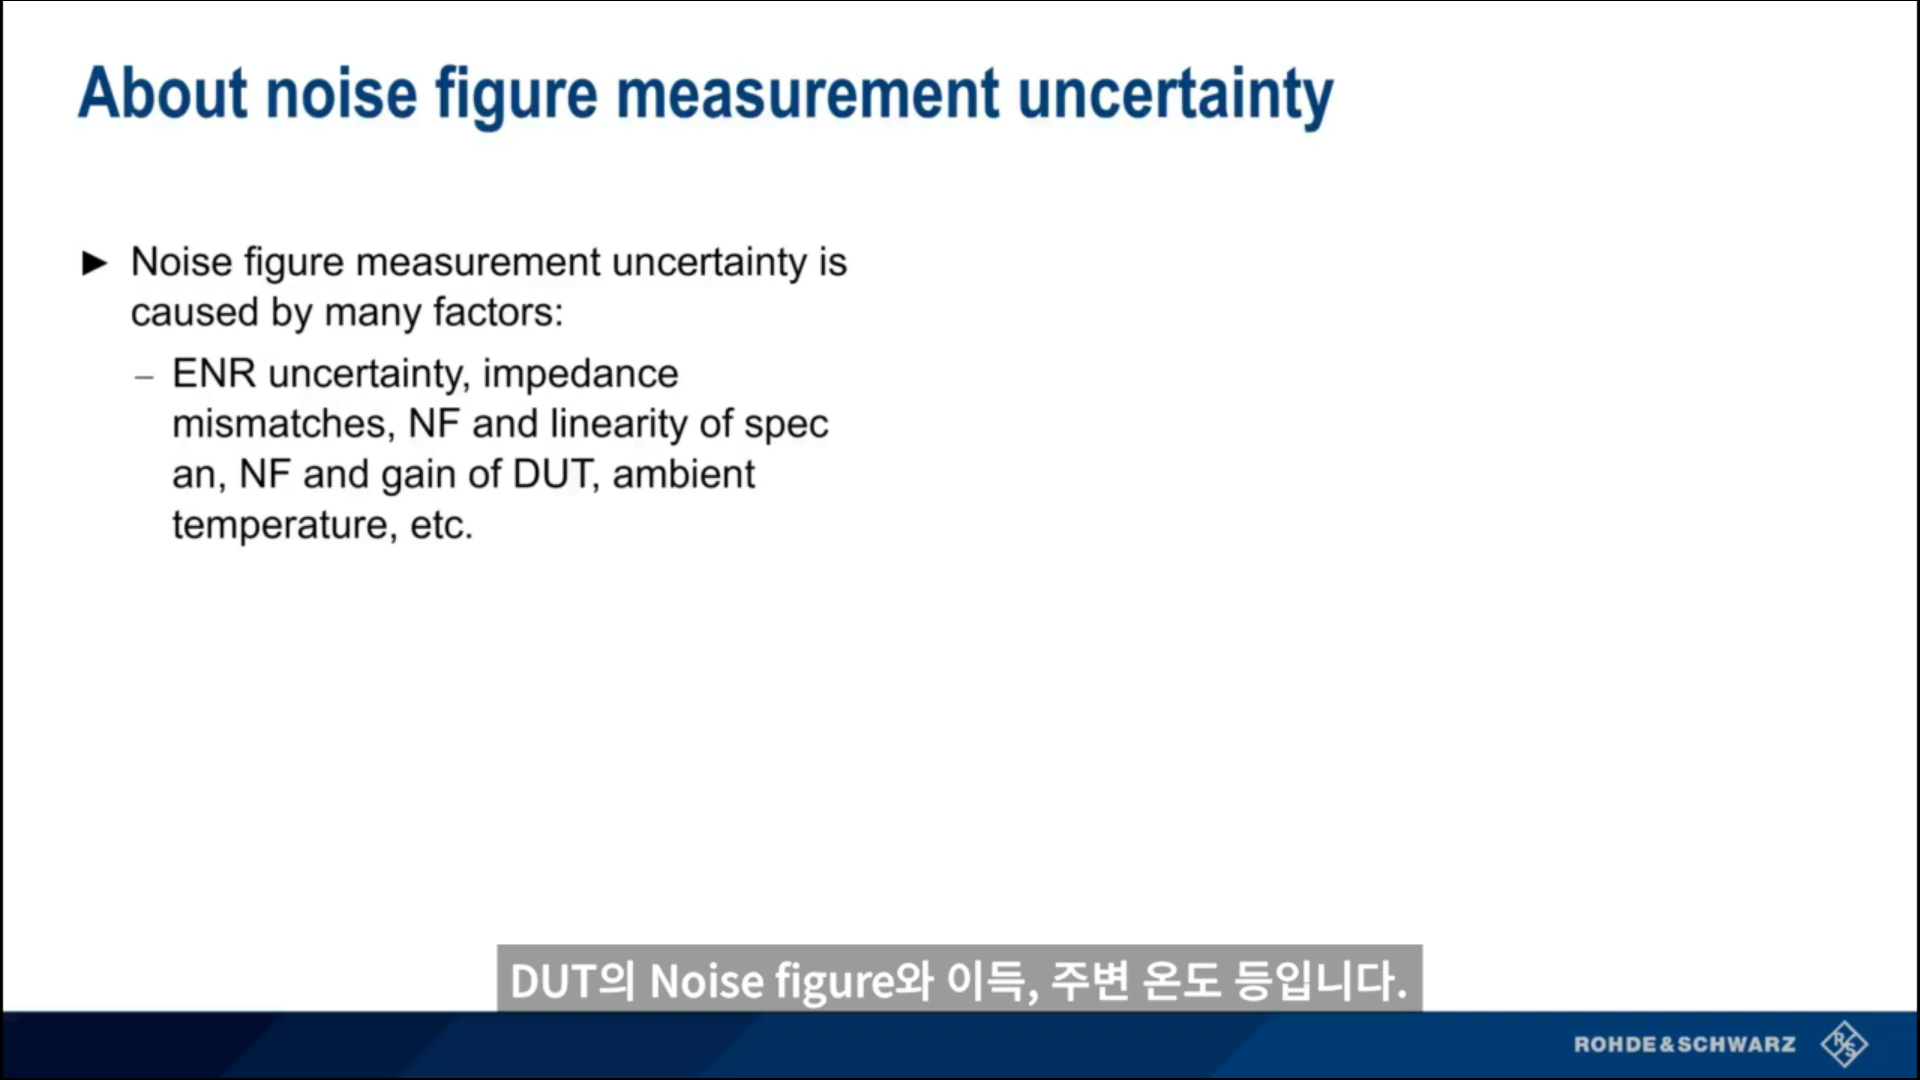 About noise figure measurement uncertainty
► Noise figure measurement uncertainty is
caused by many factors:
– ENR uncertainty, impedance
mismatches, NF and linearity of spec
an, NF and gain of DUT, ambient
temperature, etc.
DUT의 Noise figure와 이득, 주변 온도 등입니다.
ROHDE&SCHWARZ
R&S